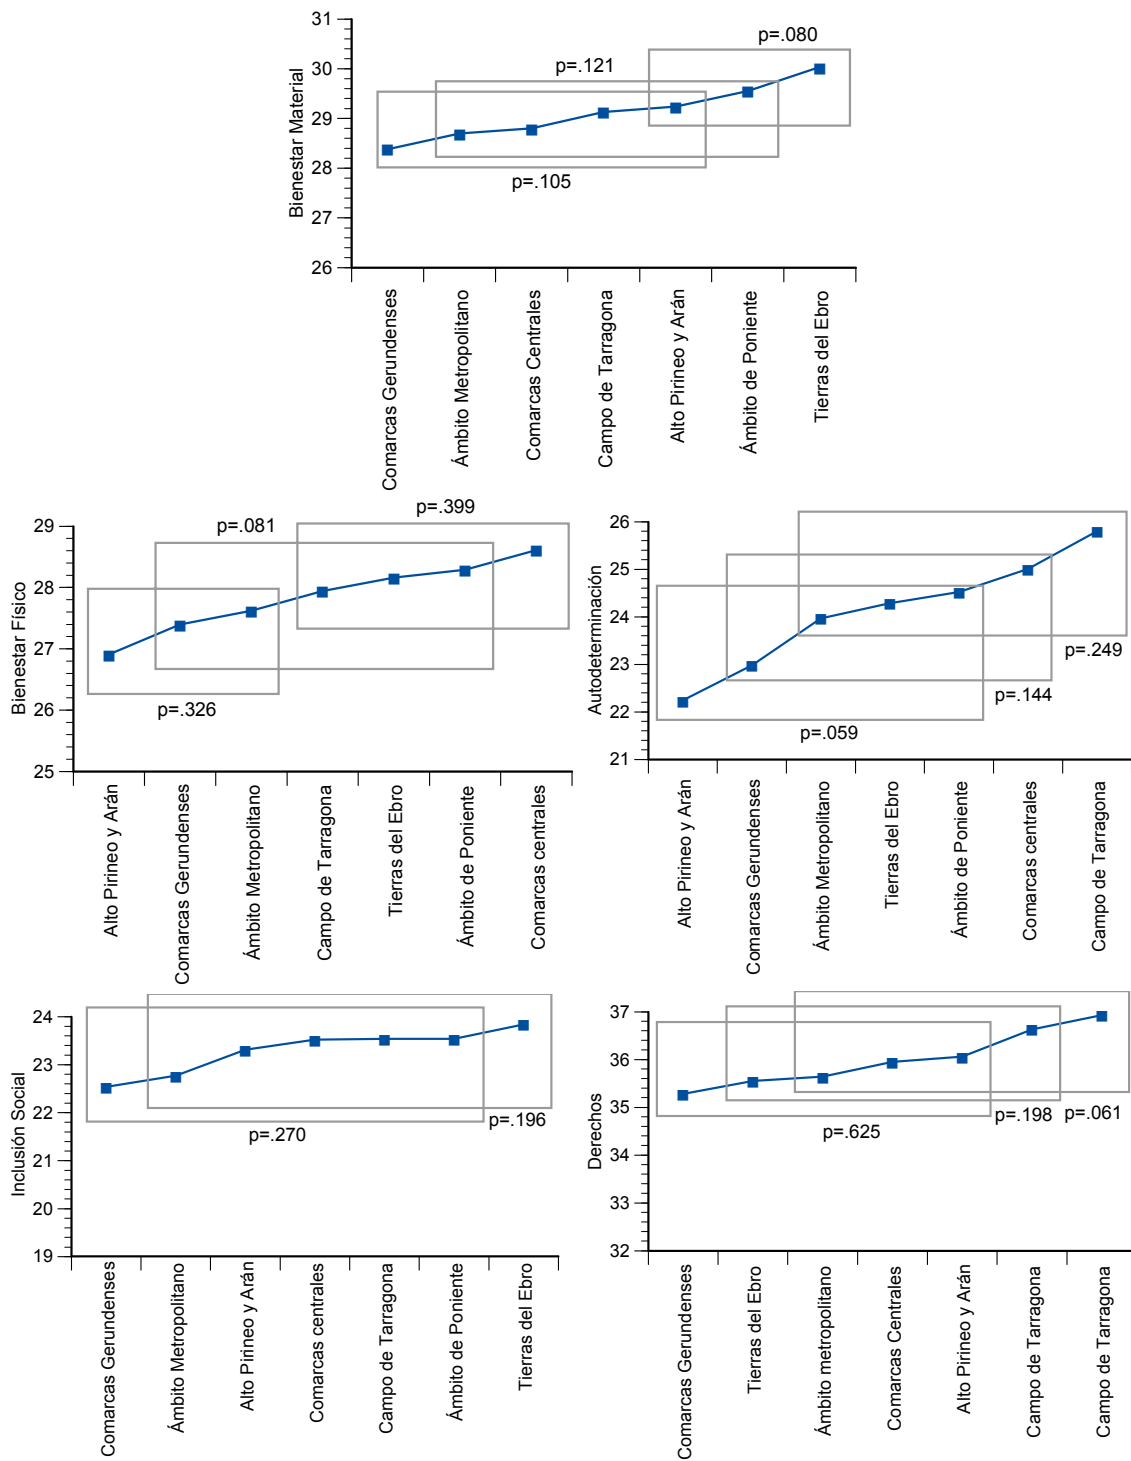 31
30
29
28
27
26
Bienestar Material
p=.080
p=.121
p=.105
Comarcas Gerundenses
Ámbito Metropolitano
Comarcas Centrales
Campo de Tarragona
Alto Pirineo y Arán
Ámbito de Poniente
Tierras del Ebro
29
28
27
26
25
Bienestar Físico
p=.399
p=.081
p=.326
Alto Pirineo y Arán
Comarcas Gerundenses
Ámbito Metropolitano
Campo de Tarragona
Tierras del Ebro
Ámbito de Poniente
Comarcas centrales
26
25
24
23
22
21
Autodeterminación
p=.249
p=.144
p=.059
Alto Pirineo y Arán
Comarcas Gerundenses
Ámbito Metropolitano
Tierras del Ebro
Ámbito de Poniente
Comarcas centrales
Campo de Tarragona
24
23
22
21
20
19
Inclusión Social
p=.196
p=.270
Comarcas Gerundenses
Ámbito Metropolitano
Alto Pirineo y Arán
Comarcas centrales
Campo de Tarragona
Ámbito de Poniente
Tierras del Ebro
37
36
35
34
33
32
Derechos
p=.198
p=.061
p=.625
Comarcas Gerundenses
Tierras del Ebro
Ámbito metropolitano
Comarcas Centrales
Alto Pirineo y Arán
Campo de Tarragona
Campo de Tarragona